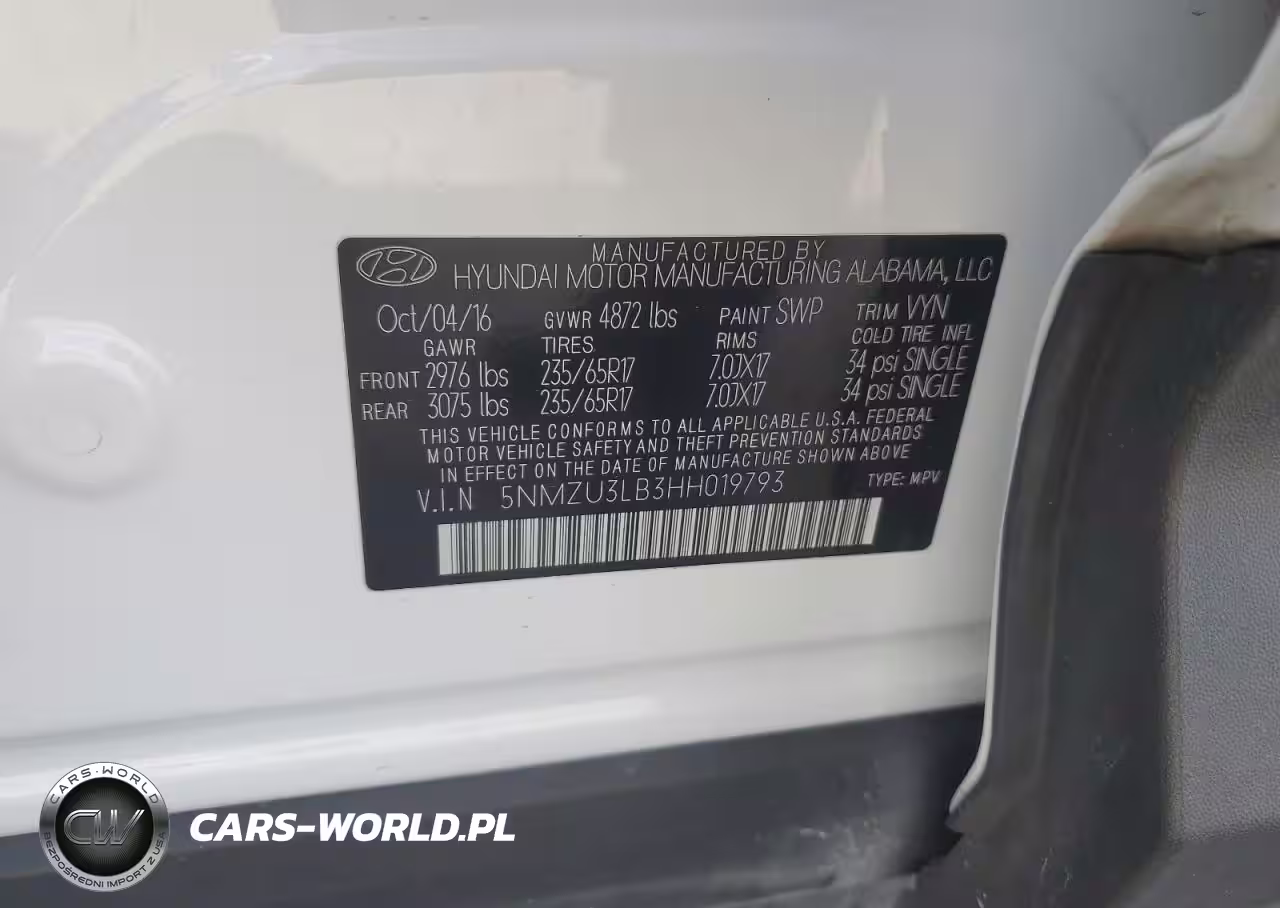 MANUFACTURED BY
HYUNDAI MOTOR MANUFACTURING ALABAMA, LLC
Oct/04/16 GVWR 4872 lbs PAINT SWP TRIM VYN
GAWR TIRES RIMS COLD TIRE INFL
FRONT 2976 lbs 235/65R17 7.0JX17 34 psi SINGLE
REAR 3075 lbs 235/65R17 7.0JX17 34 psi SINGLE
THIS VEHICLE CONFORMS TO ALL APPLICABLE U.S.A. FEDERAL
MOTOR VEHICLE SAFETY AND THEFT PREVENTION STANDARDS
IN EFFECT ON THE DATE OF MANUFACTURE SHOWN ABOVE
V.I.N 5NMZU3LB3HH019793 TYPE: MPV
CARS-WORLD
CW
BEZPOŚREDNI IMPORT Z USA
CARS-WORLD.PL